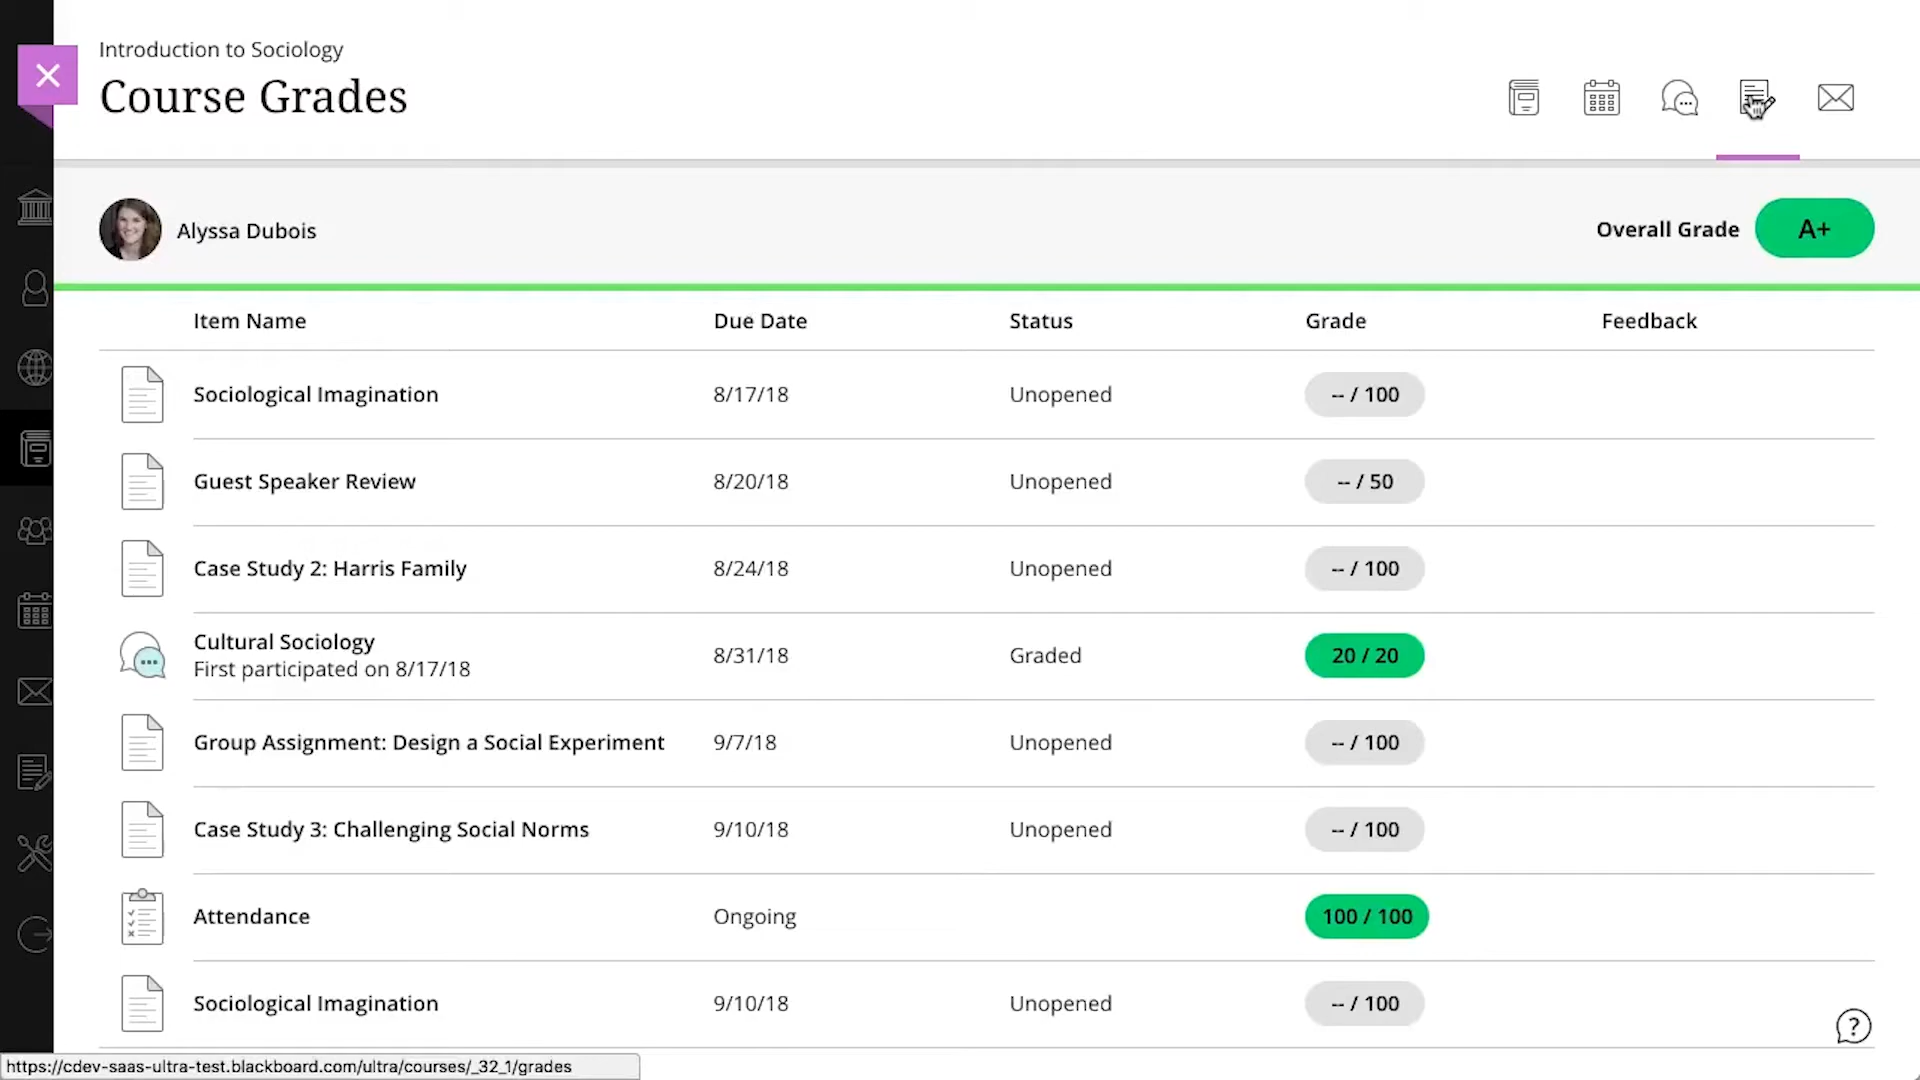 Introduction to Sociology
Course Grades
Alyssa Dubois
Overall Grade A+
Item Name Due Date Status Grade Feedback
Sociological Imagination 8/17/18 Unopened -- / 100
Guest Speaker Review 8/20/18 Unopened -- / 50
Case Study 2: Harris Family 8/24/18 Unopened -- / 100
Cultural Sociology
First participated on 8/17/18
8/31/18 Graded 20 / 20
Group Assignment: Design a Social Experiment 9/7/18 Unopened -- / 100
Case Study 3: Challenging Social Norms 9/10/18 Unopened -- / 100
Attendance Ongoing 100 / 100
Sociological Imagination 9/10/18 Unopened -- / 100
?
https://cdev-saas-ultra-test.blackboard.com/ultra/courses/_32_1/grades